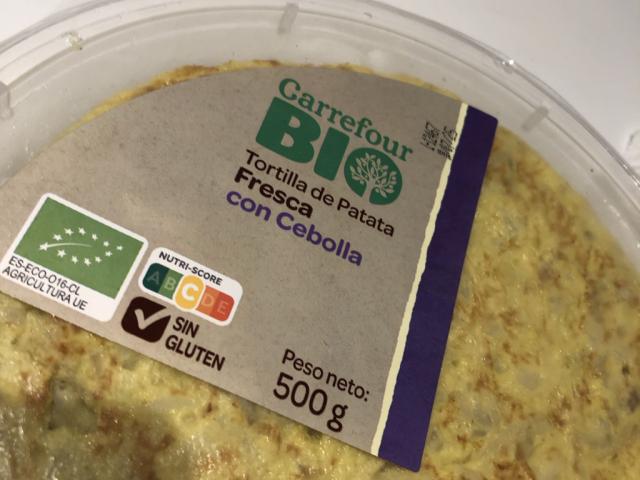 Carrefour
BIO
Tortilla de Patata
Fresca
con Cebolla
ES-ECO-016-CL
AGRICULTURA UE
NUTRI-SCORE
A B C D E
SIN
GLUTEN
Peso neto:
500 g